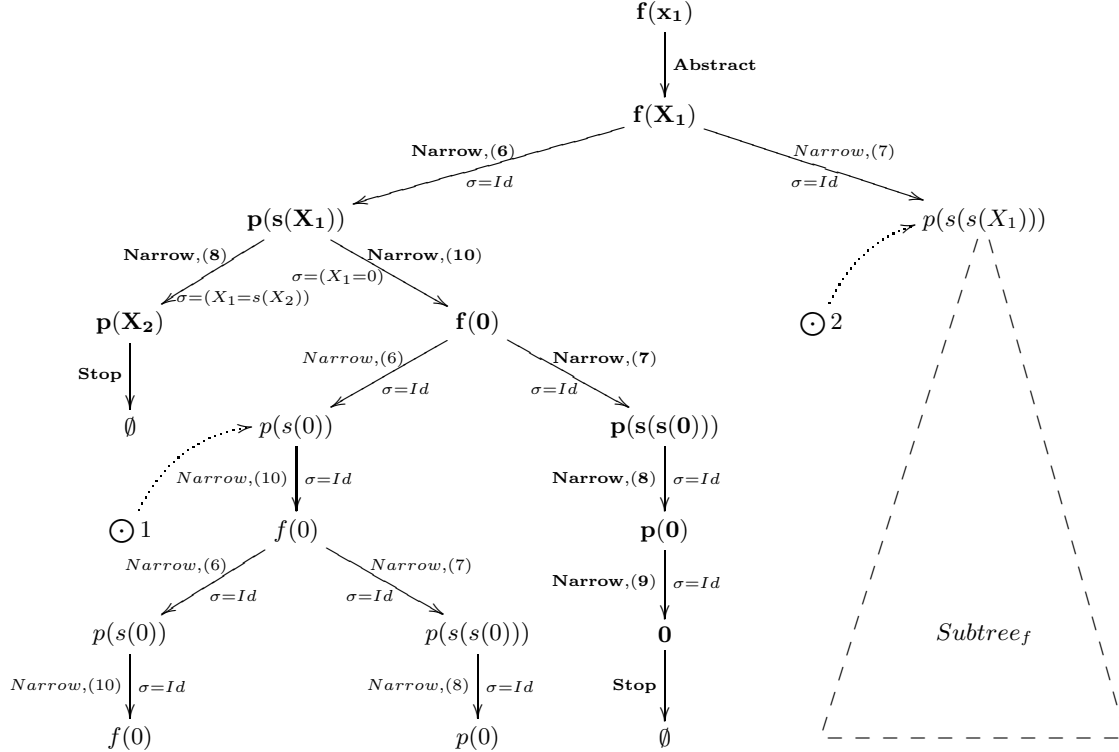 f(x₁)
Abstract
f(X₁)
Narrow,(6)
σ=Id
Narrow,(7)
σ=Id
p(s(X₁))
p(s(s(X₁)))
Narrow,(8)
σ=(X₁=s(X₂))
Narrow,(10)
σ=(X₁=0)
p(X₂)
f(0)
⊙ 2
Stop
Narrow,(6)
σ=Id
Narrow,(7)
σ=Id
∅
p(s(0))
p(s(s(0)))
Narrow,(10) σ=Id
Narrow,(8) σ=Id
⊙ 1
f(0)
p(0)
Narrow,(6)
σ=Id
Narrow,(7)
σ=Id
Narrow,(9) σ=Id
p(s(0))
p(s(s(0)))
0
Subtree_f
Narrow,(10) σ=Id
Narrow,(8) σ=Id
Stop
f(0)
p(0)
∅